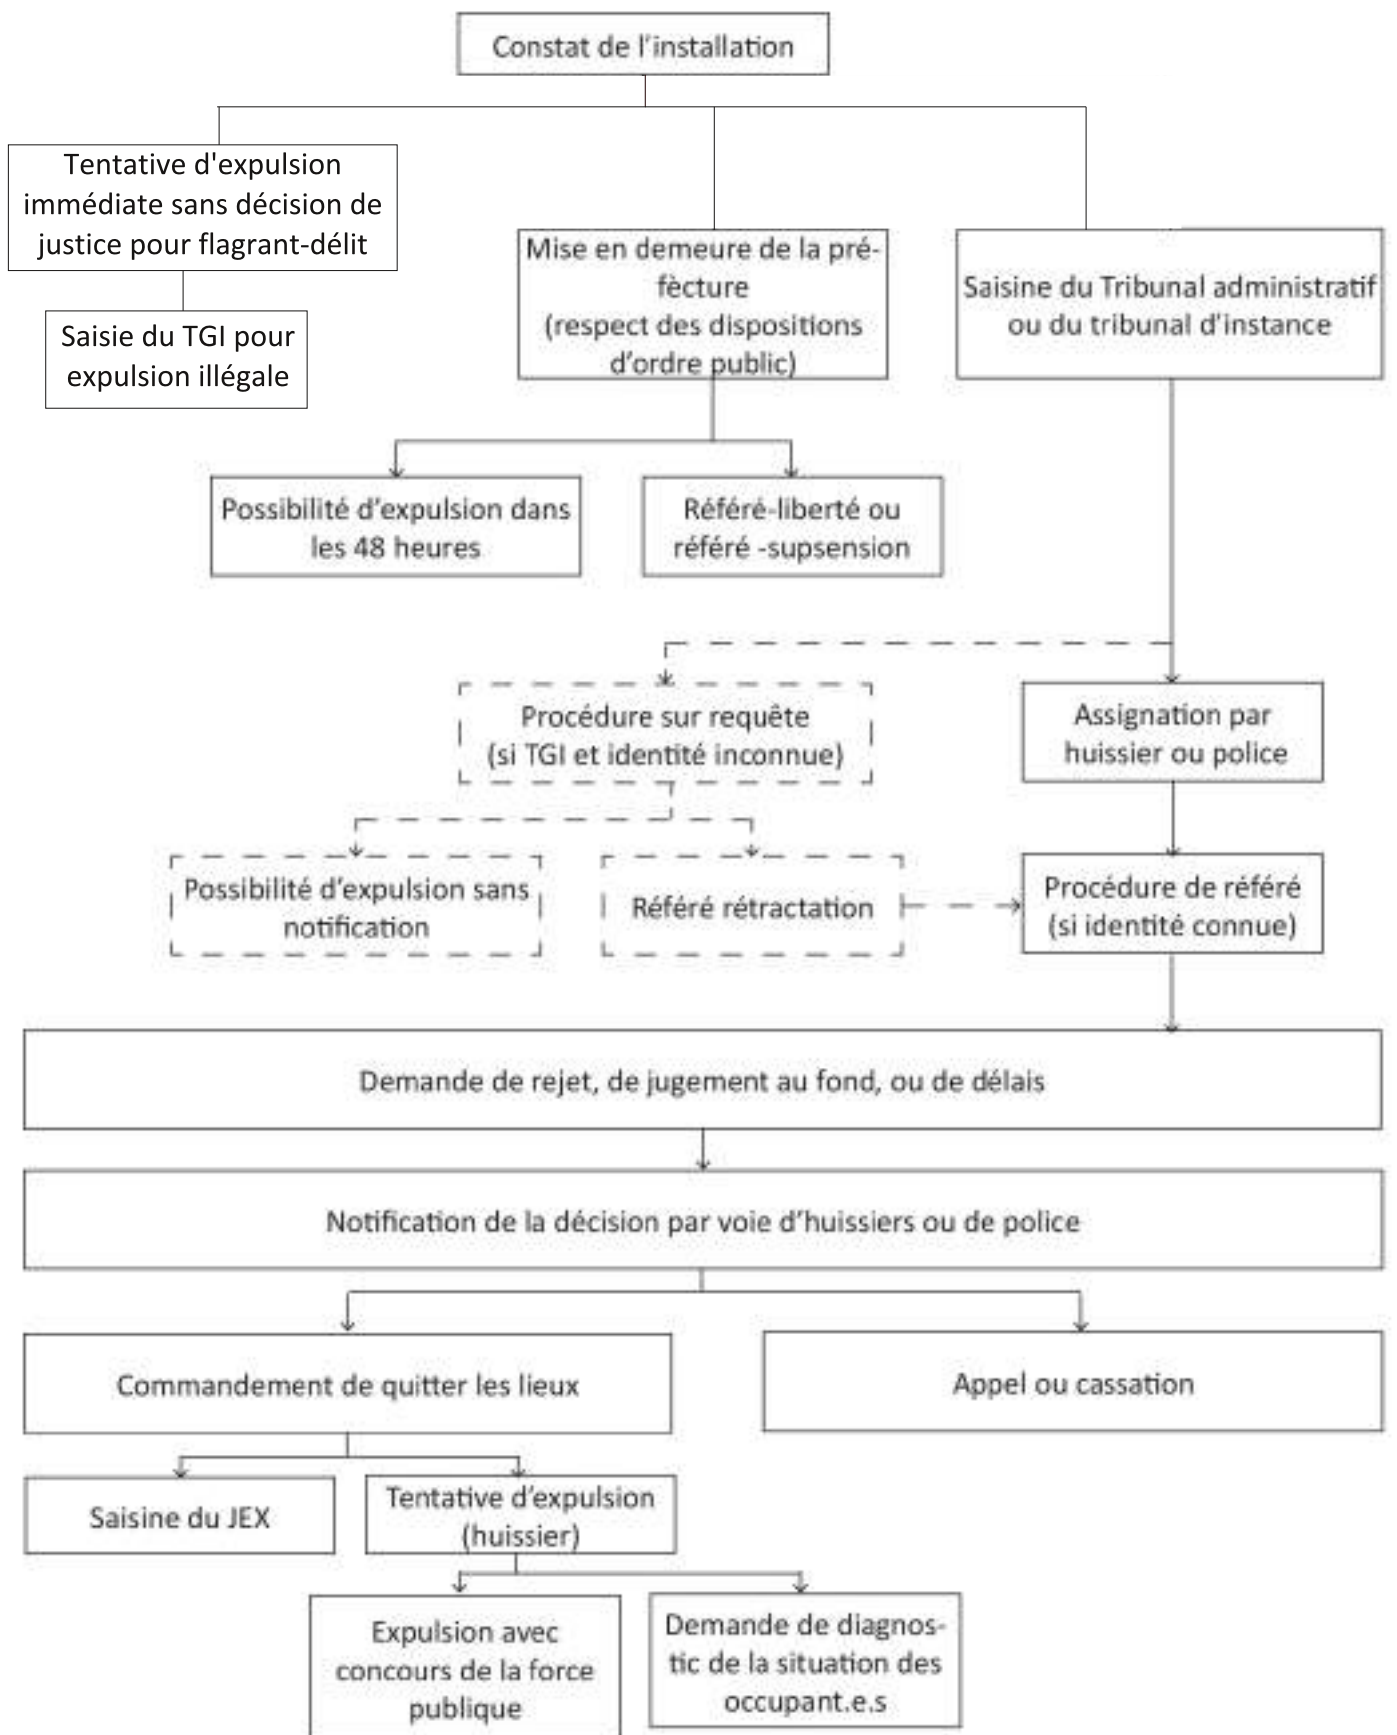 Constat de l'installation
Tentative d'expulsion
immédiate sans décision de
justice pour flagrant-délit
Saisie du TGI pour
expulsion illégale
Mise en demeure de la pré-
fècture
(respect des dispositions
d'ordre public)
Saisine du Tribunal administratif
ou du tribunal d'instance
Possibilité d'expulsion dans
les 48 heures
Référé-liberté ou
référé -supsension
Procédure sur requête
(si TGI et identité inconnue)
Assignation par
huissier ou police
Possibilité d'expulsion sans
notification
Référé rétractation
Procédure de référé
(si identité connue)
Demande de rejet, de jugement au fond, ou de délais
Notification de la décision par voie d'huissiers ou de police
Commandement de quitter les lieux
Appel ou cassation
Saisine du JEX
Tentative d'expulsion
(huissier)
Expulsion avec
concours de la force
publique
Demande de diagnos-
tic de la situation des
occupant.e.s